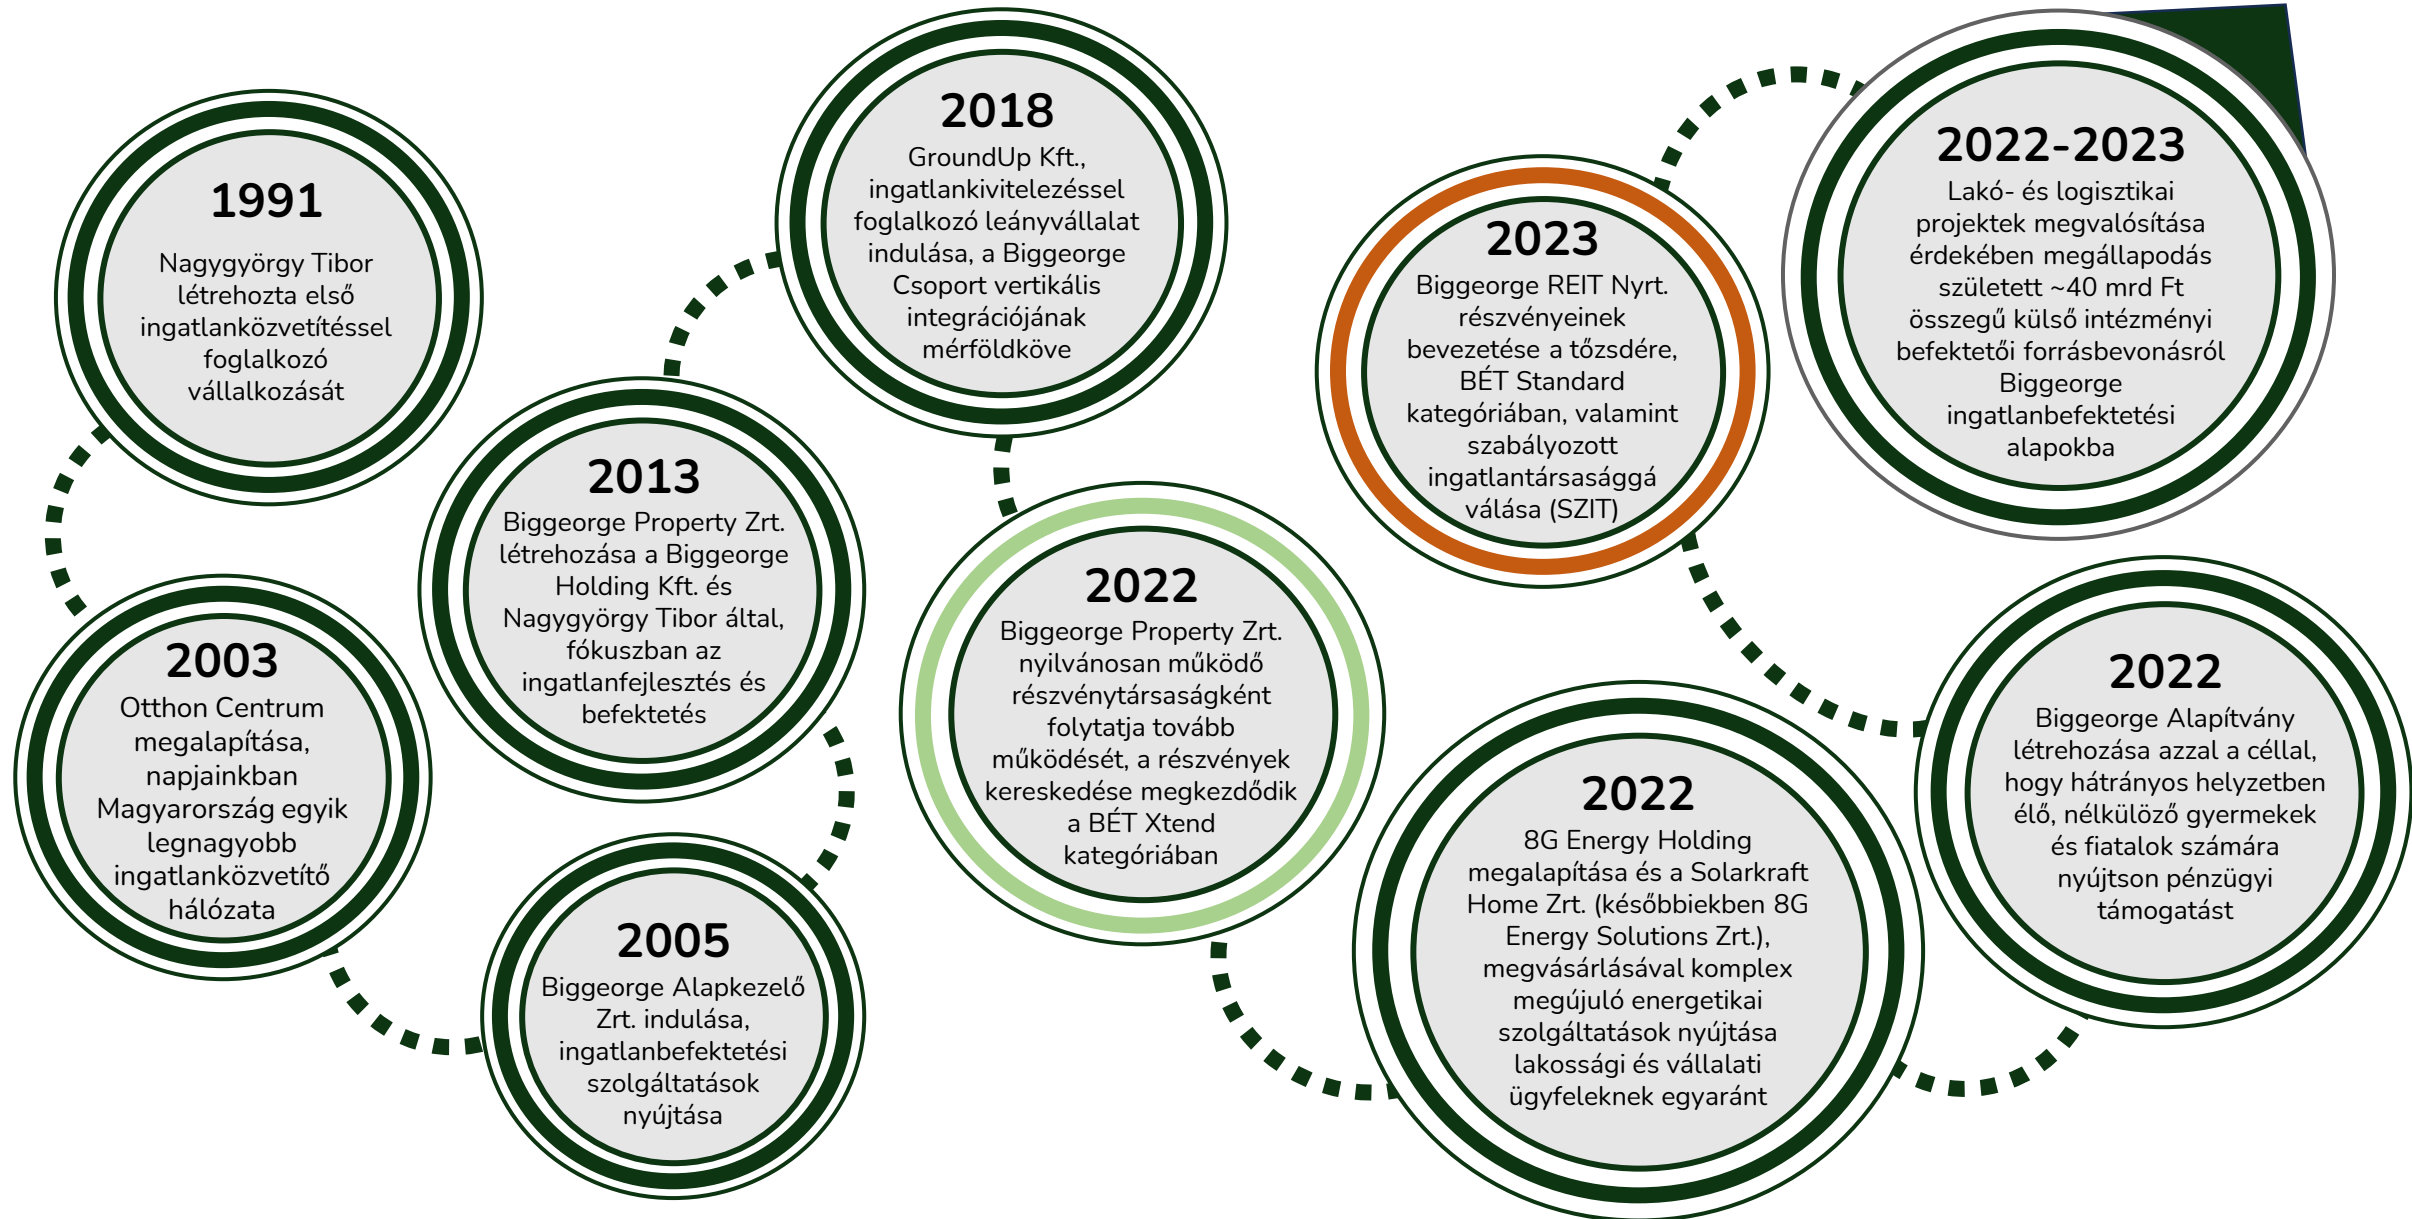 1991
Nagygyörgy Tibor
létrehozta első
ingatlanközvetítéssel
foglalkozó
vállalkozását
2003
Otthon Centrum
megalapítása,
napjainkban
Magyarország egyik
legnagyobb
ingatlanközvetítő
hálózata
2005
Biggeorge Alapkezelő
Zrt. indulása,
ingatlanbefektetési
szolgáltatások
nyújtása
2013
Biggeorge Property Zrt.
létrehozása a Biggeorge
Holding Kft. és
Nagygyörgy Tibor által,
fókuszban az
ingatlanfejlesztés és
befektetés
2018
GroundUp Kft.,
ingatlankivitelezéssel
foglalkozó leányvállalat
indulása, a Biggeorge
Csoport vertikális
integrációjának
mérföldköve
2022
Biggeorge Property Zrt.
nyilvánosan működő
részvénytársaságként
folytatja tovább
működését, a részvények
kereskedése megkezdődik
a BÉT Xtend
kategóriában
2022
8G Energy Holding
megalapítása és a Solarkraft
Home Zrt. (későbbiekben 8G
Energy Solutions Zrt.),
megvásárlásával komplex
megújuló energetikai
szolgáltatások nyújtása
lakossági és vállalati
ügyfeleknek egyaránt
2022
Biggeorge Alapítvány
létrehozása azzal a céllal,
hogy hátrányos helyzetben
élő, nélkülöző gyermekek
és fiatalok számára
nyújtson pénzügyi
támogatást
2023
Biggeorge REIT Nyrt.
részvényeinek
bevezetése a tőzsdére,
BÉT Standard
kategóriában, valamint
szabályozott
ingatlantársasággá
válása (SZIT)
2022-2023
Lakó- és logisztikai
projektek megvalósítása
érdekében megállapodás
született ~40 mrd Ft
összegű külső intézményi
befektetői forrásbevonásról
Biggeorge
ingatlanbefektetési
alapokba